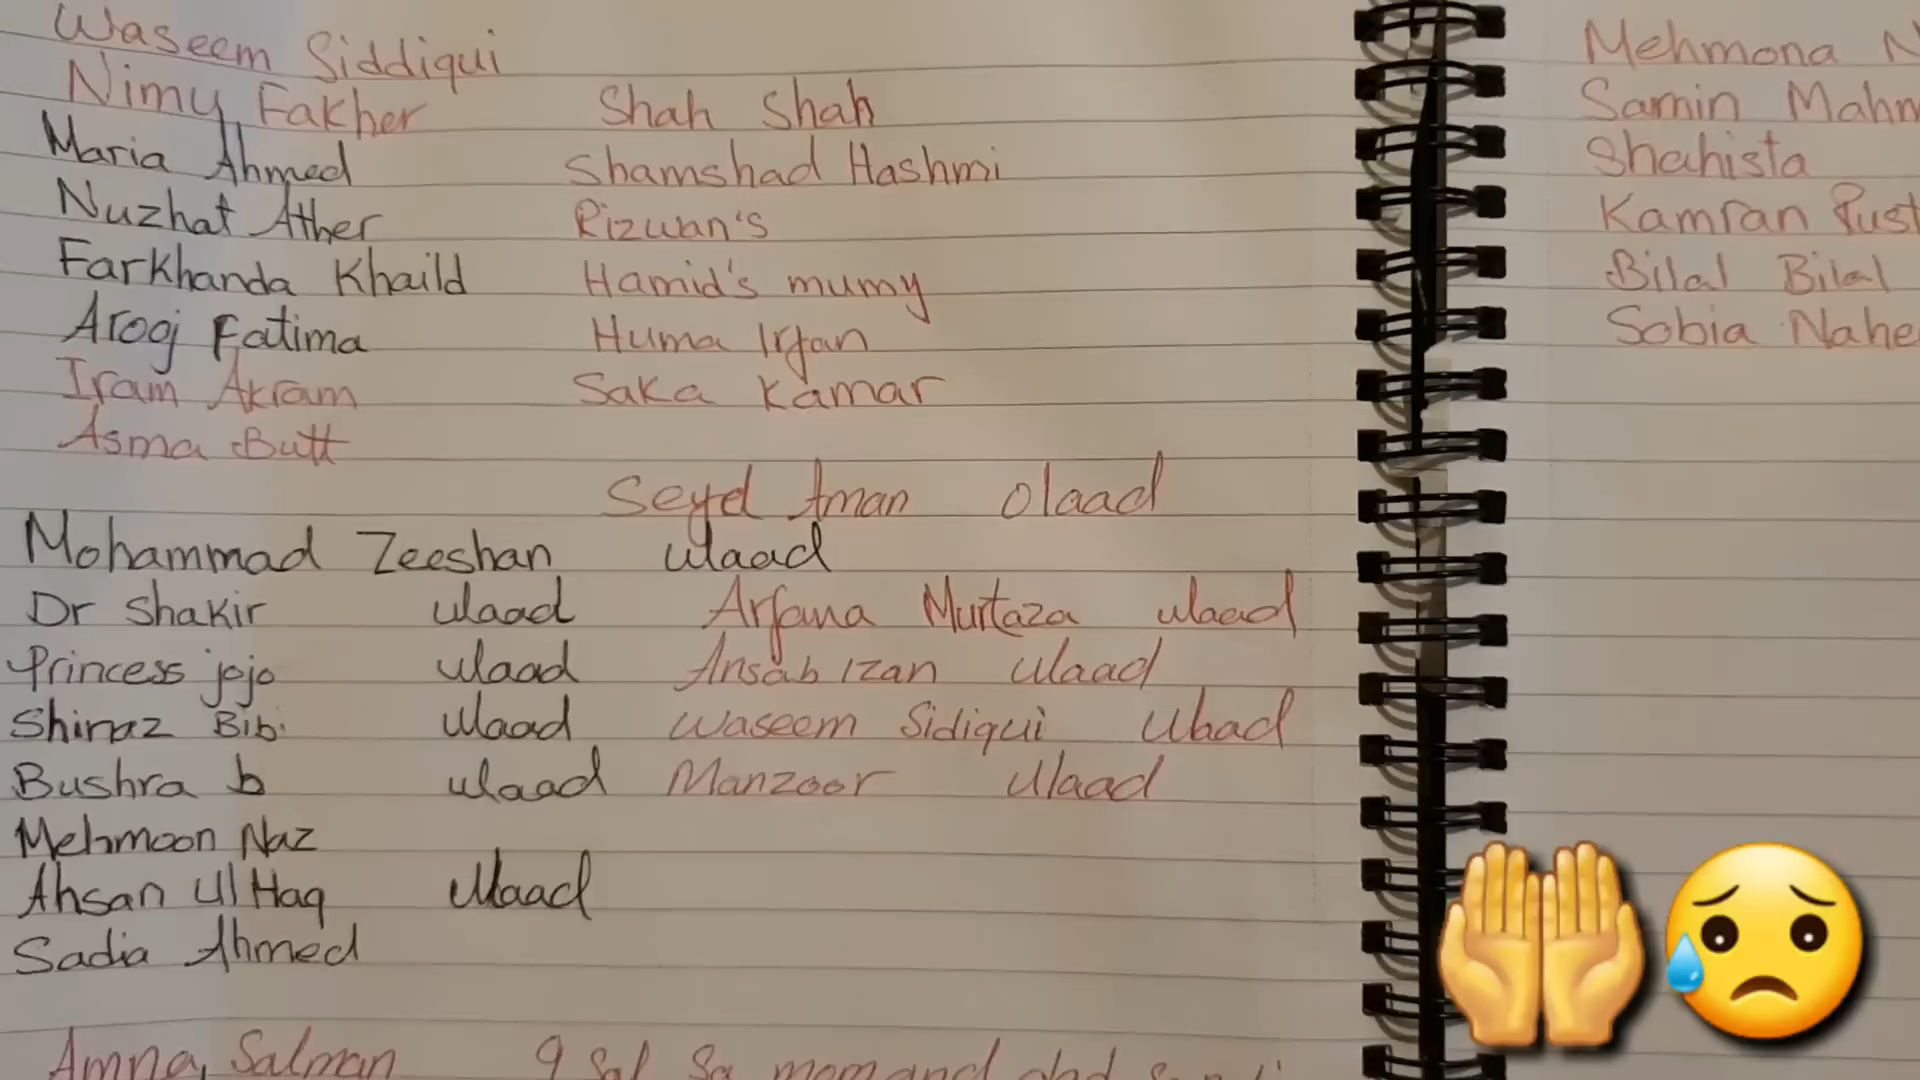 Waseem Siddiqui
Nimy Fakher
Maria Ahmed
Nuzhat Ather
Farkhanda Khaild
Arooj Fatima
Iram Akram
Asma Butt
Shah Shah
Shamshad Hashmi
Rizwan's
Hamid's mumy
Huma Irfan
Saka Kamar
Seyd Aman olaad
Mohammad Zeeshan ulaad
Dr Shakir ulaad
Princess jojo ulaad
Shiraz Bibi ulaad
Bushra b ulaad
Mehmoon Naz
Ahsan ul Haq ulaad
Sadia Ahmed
Arfana Murtaza ulaad
Ansab Izan ulaad
Waseem Sidiqui ulaad
Manzoor ulaad
Amna, Salman 9 Sal Sa
Mehmona
Samin
Shahista
Kamran
Bilal Bilal
Sobia